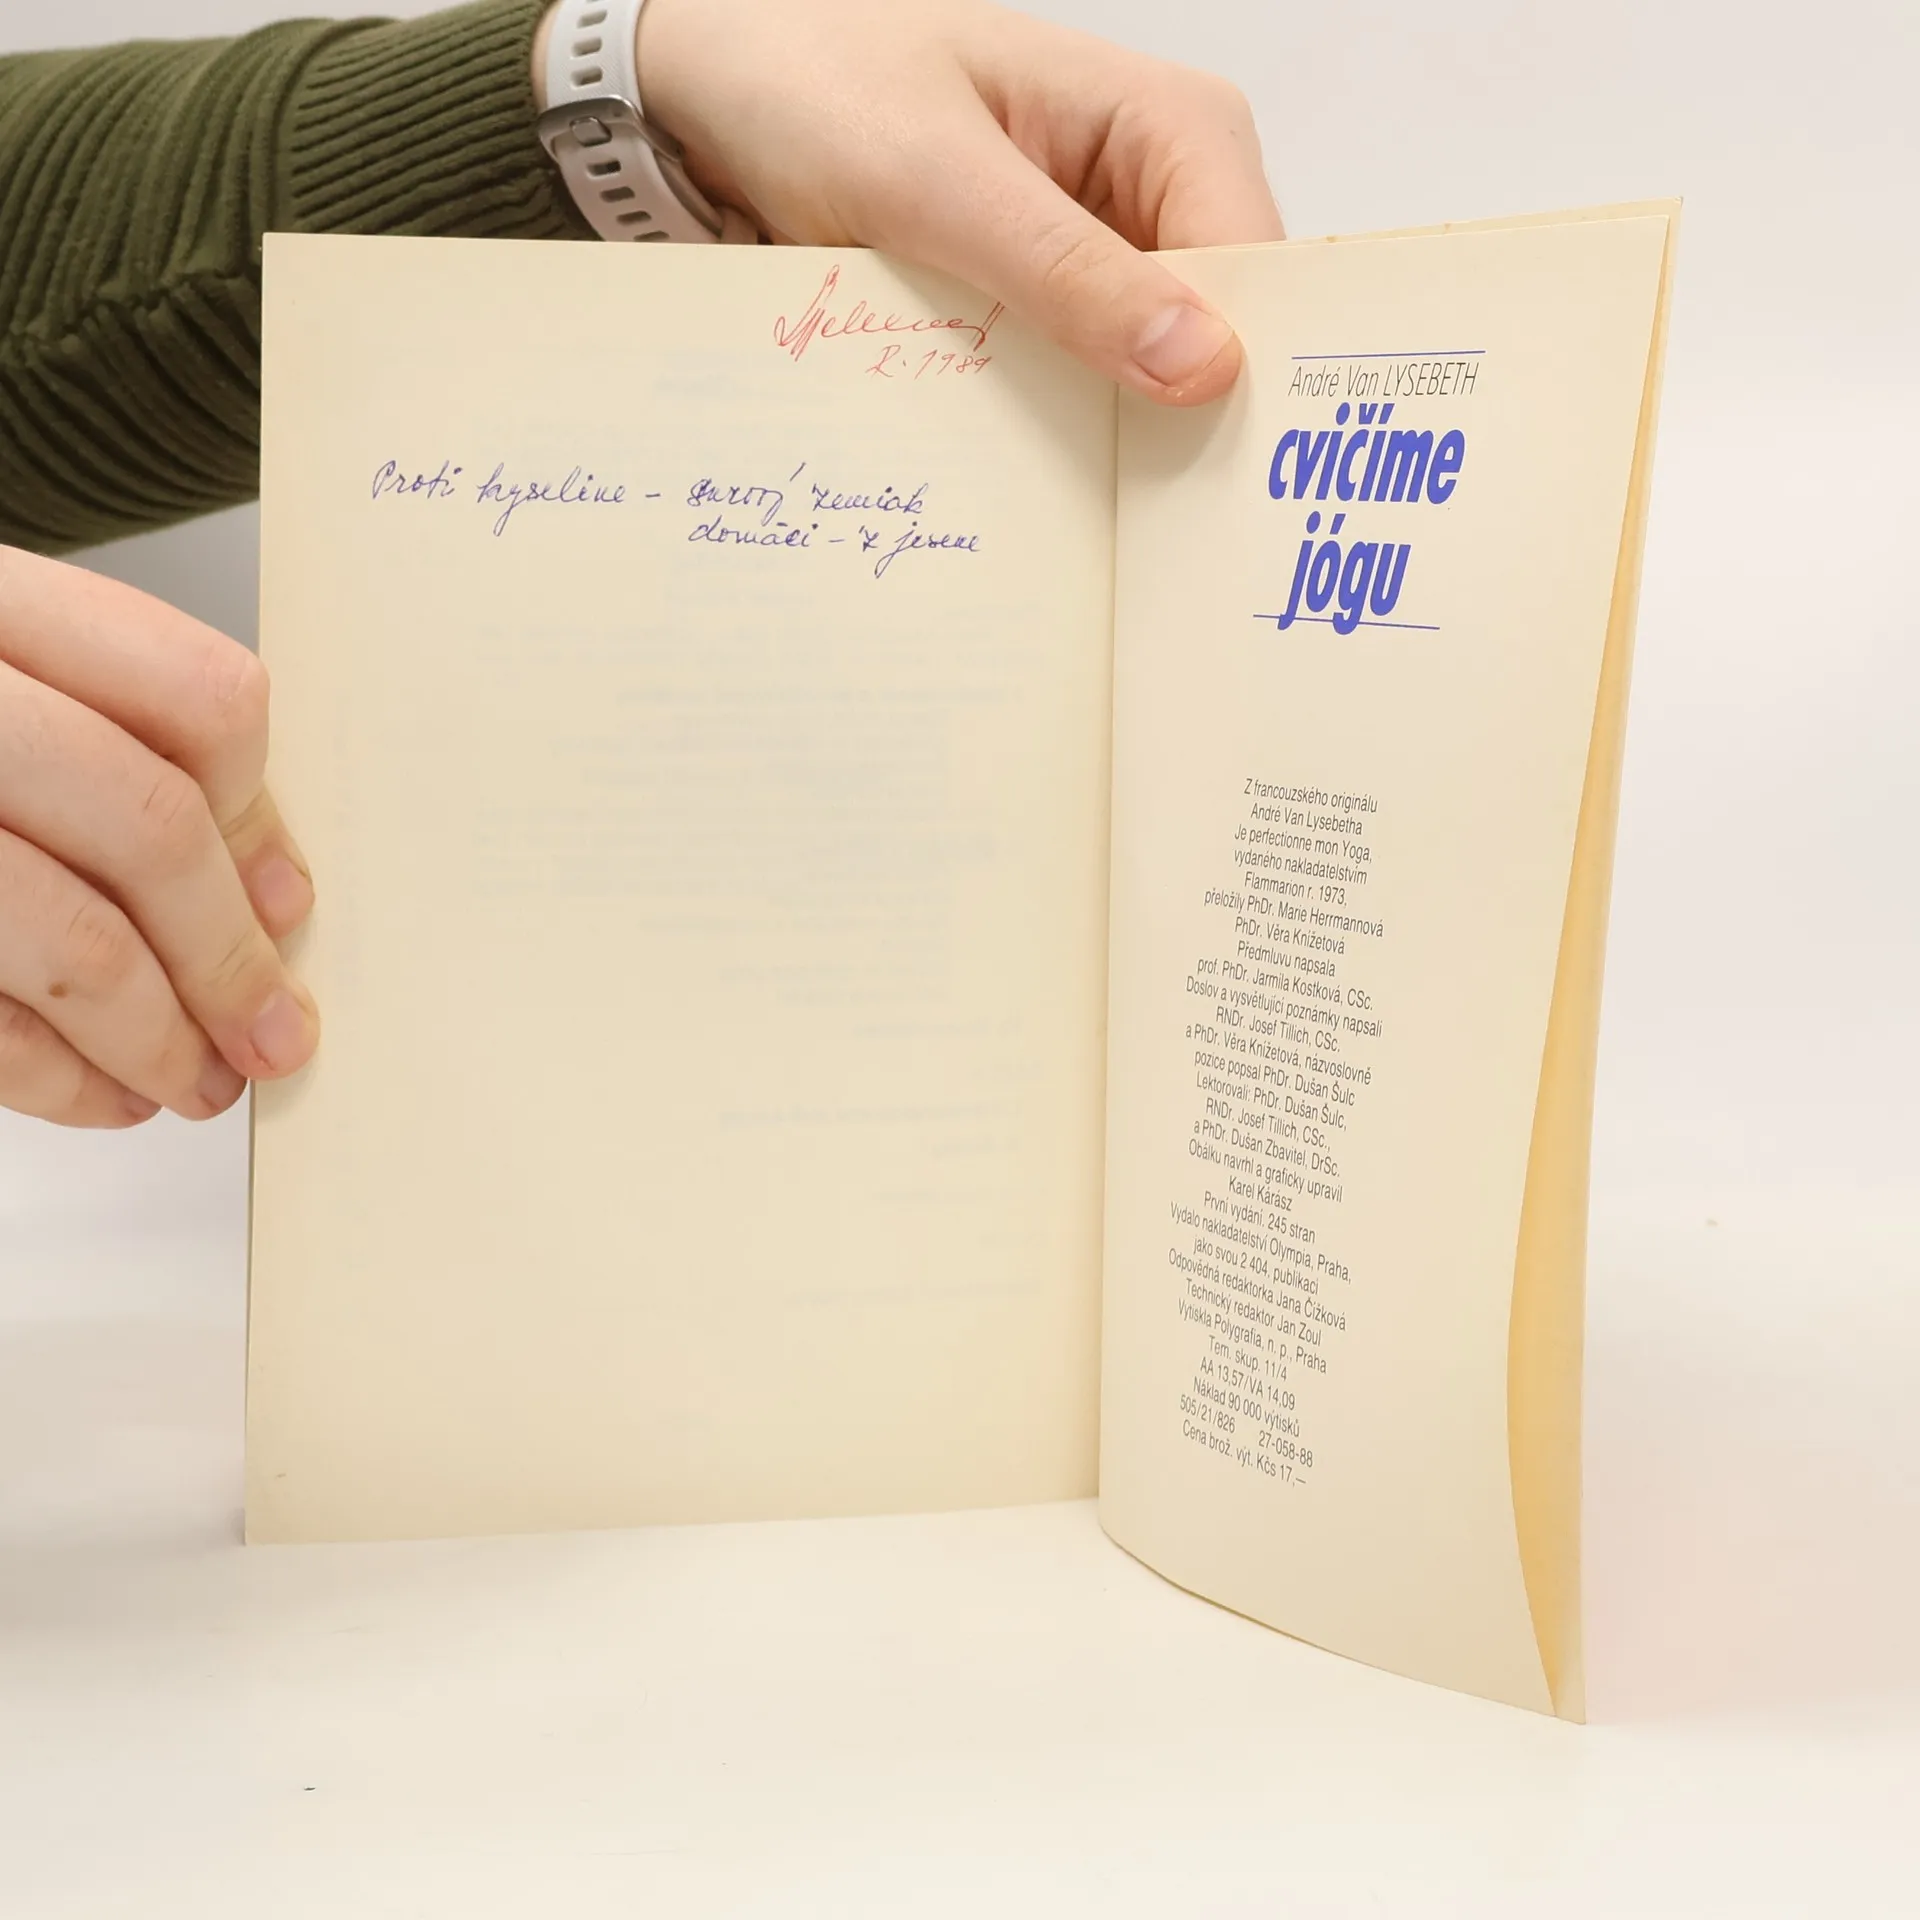 R. 1989
Proti kyseline - surový zemiak
domáci - z jesene
André Van LYSEBETH
cvičíme
jógu
Z francouzského originálu
André Van Lysebetha
Je perfectionne mon Yoga,
vydaného nakladatelstvím
Flammarion r. 1973,
přeložily PhDr. Marie Herrmannová
PhDr. Věra Knížetová
Předmluvu napsala
prof. PhDr. Jarmila Kostková, CSc.
Doslov a vysvětlující poznámky napsali
RNDr. Josef Tillich, CSc.
a PhDr. Věra Knížetová, názvoslovně
pozice popsal PhDr. Dušan Šulc
Lektorovali: PhDr. Dušan Šulc,
RNDr. Josef Tillich, CSc.,
a PhDr. Dušan Zbavitel, DrSc.
Obálku navrhl a graficky upravil
Karel Kárász
První vydání. 245 stran
Vydalo nakladatelství Olympia, Praha,
jako svou 2 404. publikaci
Odpovědná redaktorka Jana Čížková
Technický redaktor Jan Zoul
Vytiskla Polygrafia, n. p., Praha
Tem. skup. 11/4
AA 13,57/VA 14,09
Náklad 90 000 výtisků
505/21/826 27-058-88
Cena brož. výt. Kčs 17,—